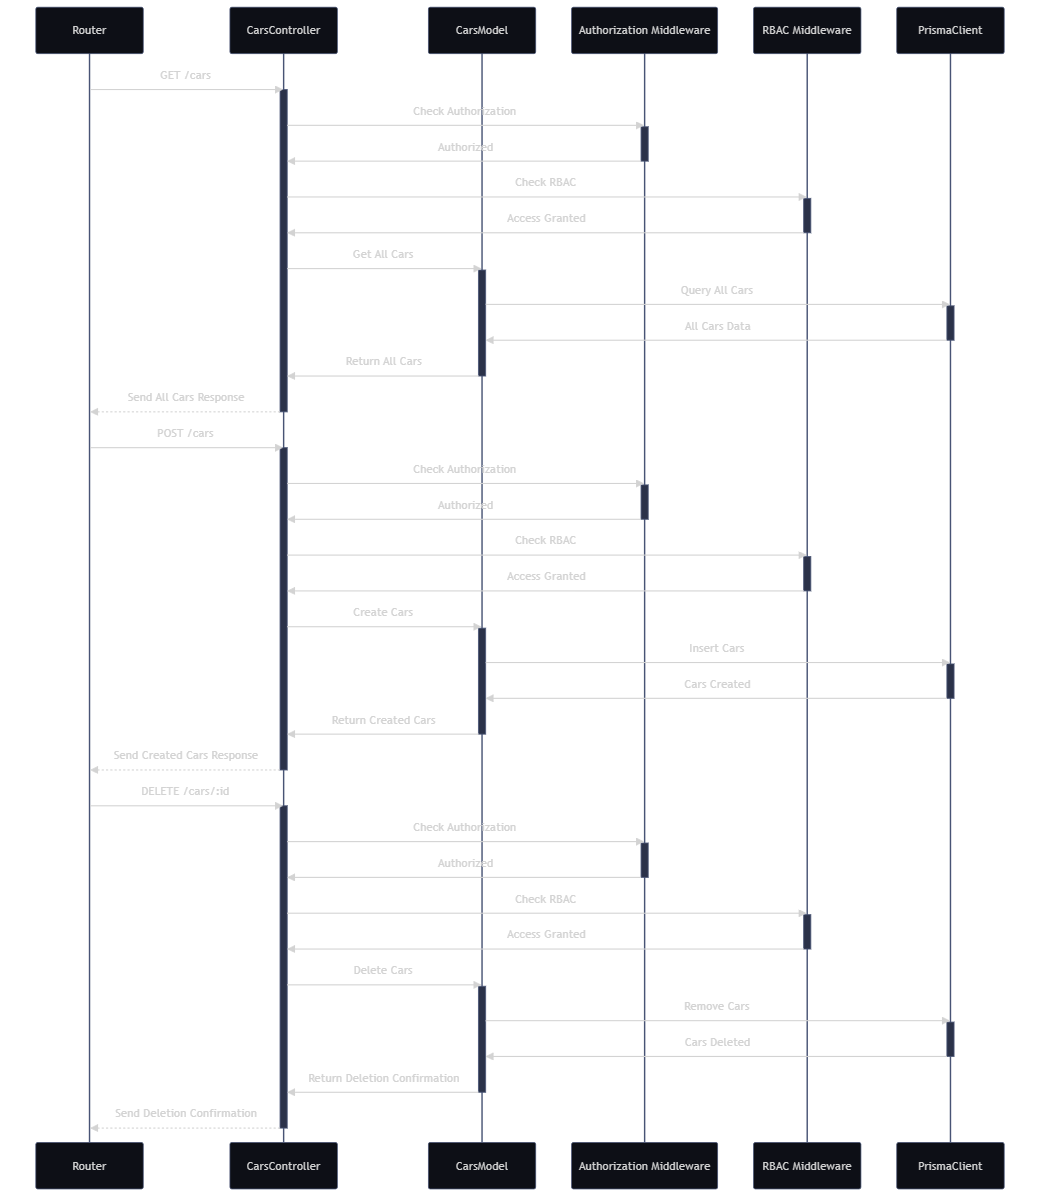 Router
CarsController
CarsModel
Authorization Middleware
RBAC Middleware
PrismaClient
GET /cars
Check Authorization
Authorized
Check RBAC
Access Granted
Get All Cars
Query All Cars
All Cars Data
Return All Cars
Send All Cars Response
POST /cars
Check Authorization
Authorized
Check RBAC
Access Granted
Create Cars
Insert Cars
Cars Created
Return Created Cars
Send Created Cars Response
DELETE /cars/:id
Check Authorization
Authorized
Check RBAC
Access Granted
Delete Cars
Remove Cars
Cars Deleted
Return Deletion Confirmation
Send Deletion Confirmation
Router
CarsController
CarsModel
Authorization Middleware
RBAC Middleware
PrismaClient